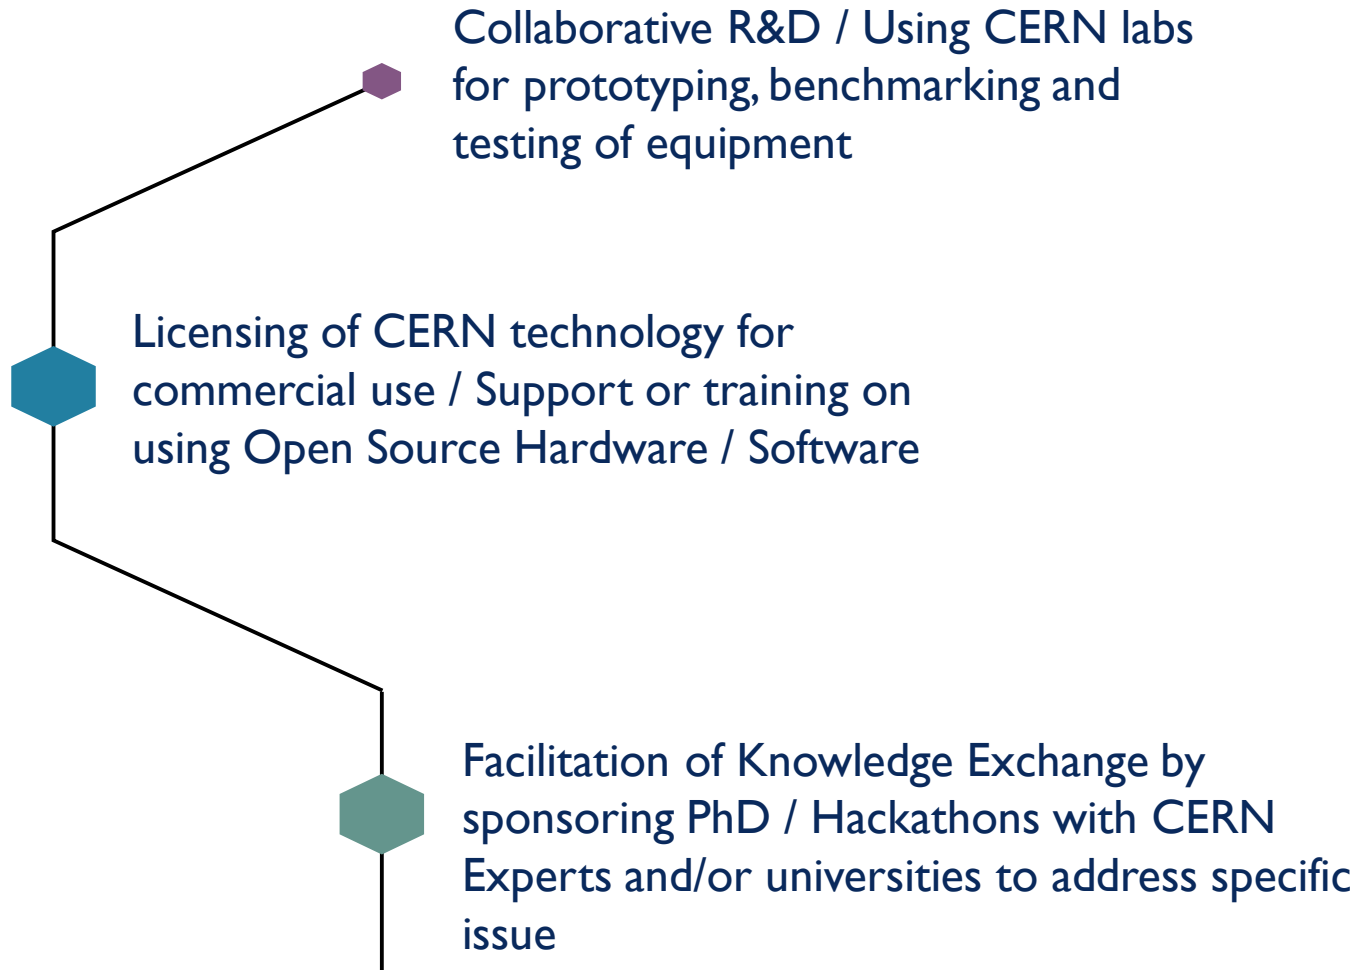 Collaborative R&D / Using CERN labs
for prototyping, benchmarking and
testing of equipment
Licensing of CERN technology for
commercial use / Support or training on
using Open Source Hardware / Software
Facilitation of Knowledge Exchange by
sponsoring PhD / Hackathons with CERN
Experts and/or universities to address specific
issue